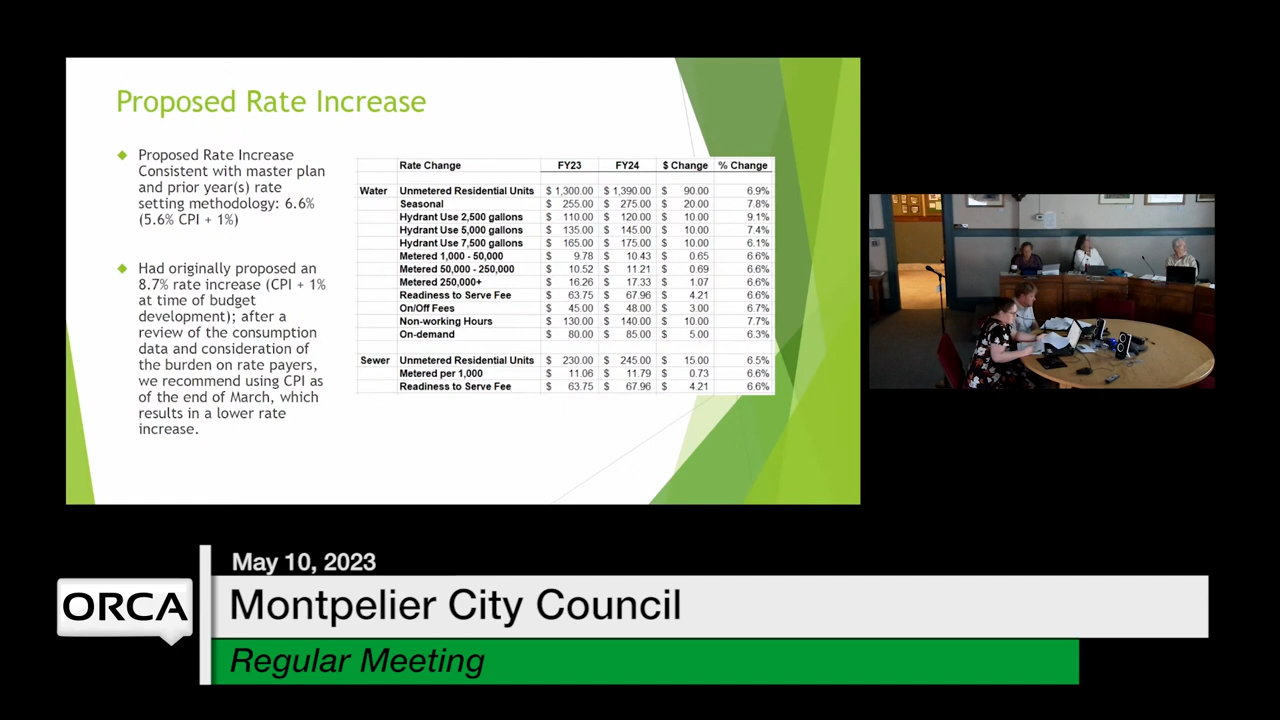 Proposed Rate Increase
Proposed Rate Increase
Consistent with master plan
and prior year(s) rate
setting methodology: 6.6%
(5.6% CPI + 1%)
Had originally proposed an
8.7% rate increase (CPI + 1%
at time of budget
development); after a
review of the consumption
data and consideration of
the burden on rate payers,
we recommend using CPI as
of the end of March, which
results in a lower rate
increase.
Rate Change FY23 FY24 $ Change % Change
Water Unmetered Residential Units $ 1,300.00 $ 1,390.00 $ 90.00 6.9%
Seasonal $ 255.00 $ 275.00 $ 20.00 7.8%
Hydrant Use 2,500 gallons $ 110.00 $ 120.00 $ 10.00 9.1%
Hydrant Use 5,000 gallons $ 135.00 $ 145.00 $ 10.00 7.4%
Hydrant Use 7,500 gallons $ 165.00 $ 175.00 $ 10.00 6.1%
Metered 1,000 - 50,000 $ 9.78 $ 10.43 $ 0.65 6.6%
Metered 50,000 - 250,000 $ 10.52 $ 11.21 $ 0.69 6.6%
Metered 250,000+ $ 16.26 $ 17.33 $ 1.07 6.6%
Readiness to Serve Fee $ 63.75 $ 67.96 $ 4.21 6.6%
On/Off Fees $ 45.00 $ 48.00 $ 3.00 6.7%
Non-working Hours $ 130.00 $ 140.00 $ 10.00 7.7%
On-demand $ 80.00 $ 85.00 $ 5.00 6.3%
Sewer Unmetered Residential Units $ 230.00 $ 245.00 $ 15.00 6.5%
Metered per 1,000 $ 11.06 $ 11.79 $ 0.73 6.6%
Readiness to Serve Fee $ 63.75 $ 67.96 $ 4.21 6.6%
May 10, 2023
ORCA
Montpelier City Council
Regular Meeting